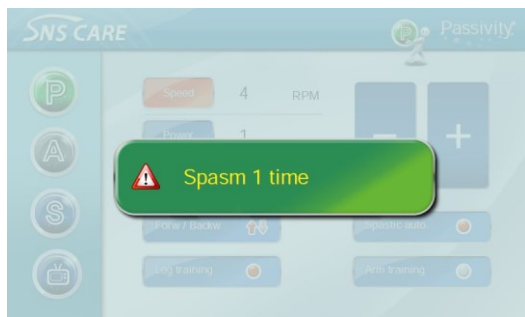 SNS CARE
P Passivity
P
Speed 4 RPM
Power 1
A
- +
Spasm 1 time
S
Forw / Backw Spastic auto
Leg training Arm training